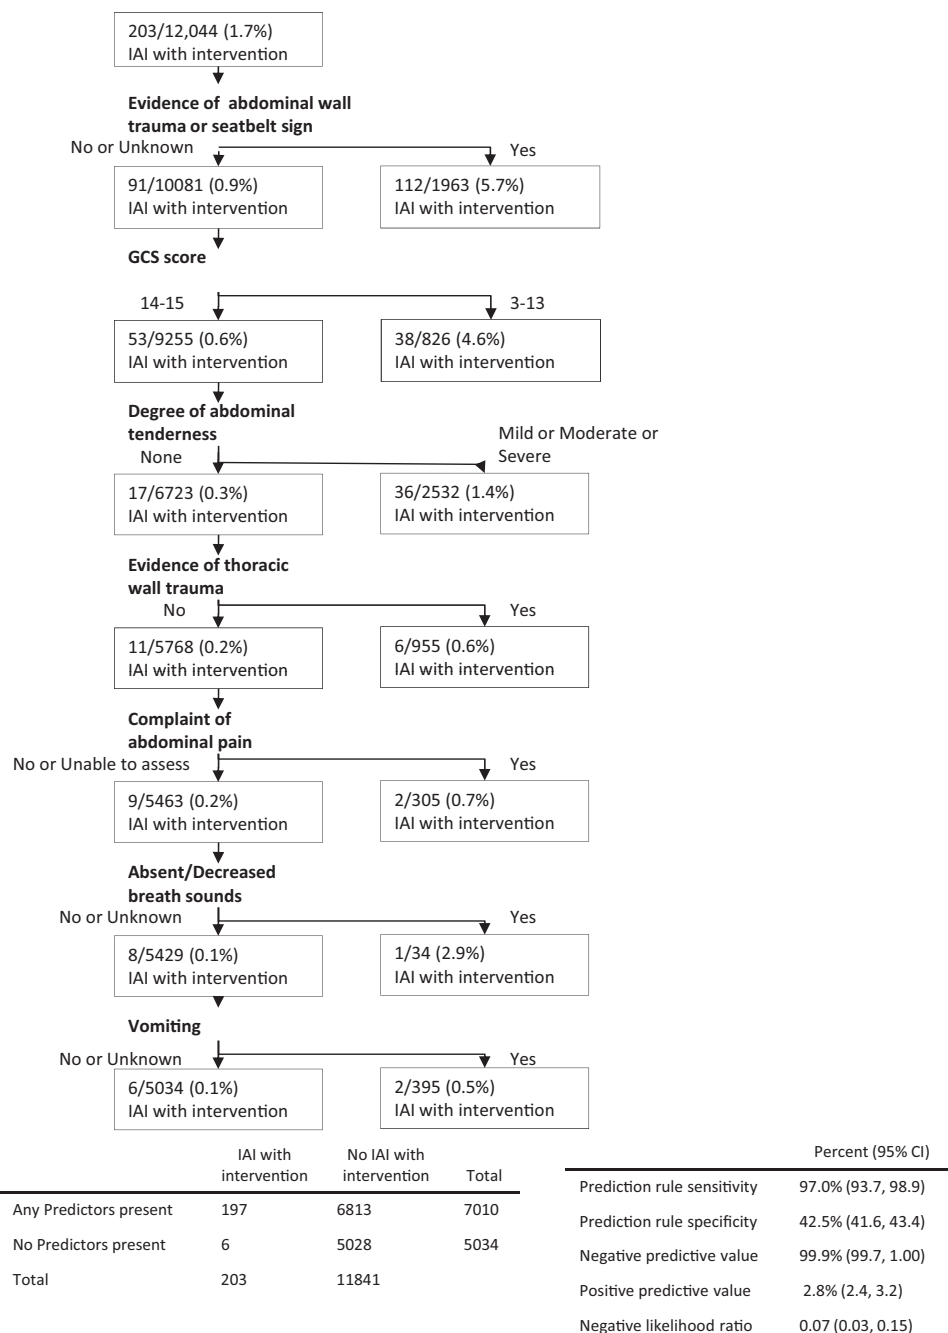 203/12,044 (1.7%)
IAI with intervention
Evidence of abdominal wall
trauma or seatbelt sign
No or Unknown
Yes
91/10081 (0.9%)
IAI with intervention
112/1963 (5.7%)
IAI with intervention
GCS score
14-15
3-13
53/9255 (0.6%)
IAI with intervention
38/826 (4.6%)
IAI with intervention
Degree of abdominal
tenderness
None
Mild or Moderate or
Severe
17/6723 (0.3%)
IAI with intervention
36/2532 (1.4%)
IAI with intervention
Evidence of thoracic
wall trauma
No
Yes
11/5768 (0.2%)
IAI with intervention
6/955 (0.6%)
IAI with intervention
Complaint of
abdominal pain
No or Unable to assess
Yes
9/5463 (0.2%)
IAI with intervention
2/305 (0.7%)
IAI with intervention
Absent/Decreased
breath sounds
No or Unknown
Yes
8/5429 (0.1%)
IAI with intervention
1/34 (2.9%)
IAI with intervention
Vomiting
No or Unknown
Yes
6/5034 (0.1%)
IAI with intervention
2/395 (0.5%)
IAI with intervention
IAI with intervention No IAI with intervention Total
Any Predictors present 197 6813 7010
No Predictors present 6 5028 5034
Total 203 11841
Percent (95% CI)
Prediction rule sensitivity 97.0% (93.7, 98.9)
Prediction rule specificity 42.5% (41.6, 43.4)
Negative predictive value 99.9% (99.7, 1.00)
Positive predictive value 2.8% (2.4, 3.2)
Negative likelihood ratio 0.07 (0.03, 0.15)